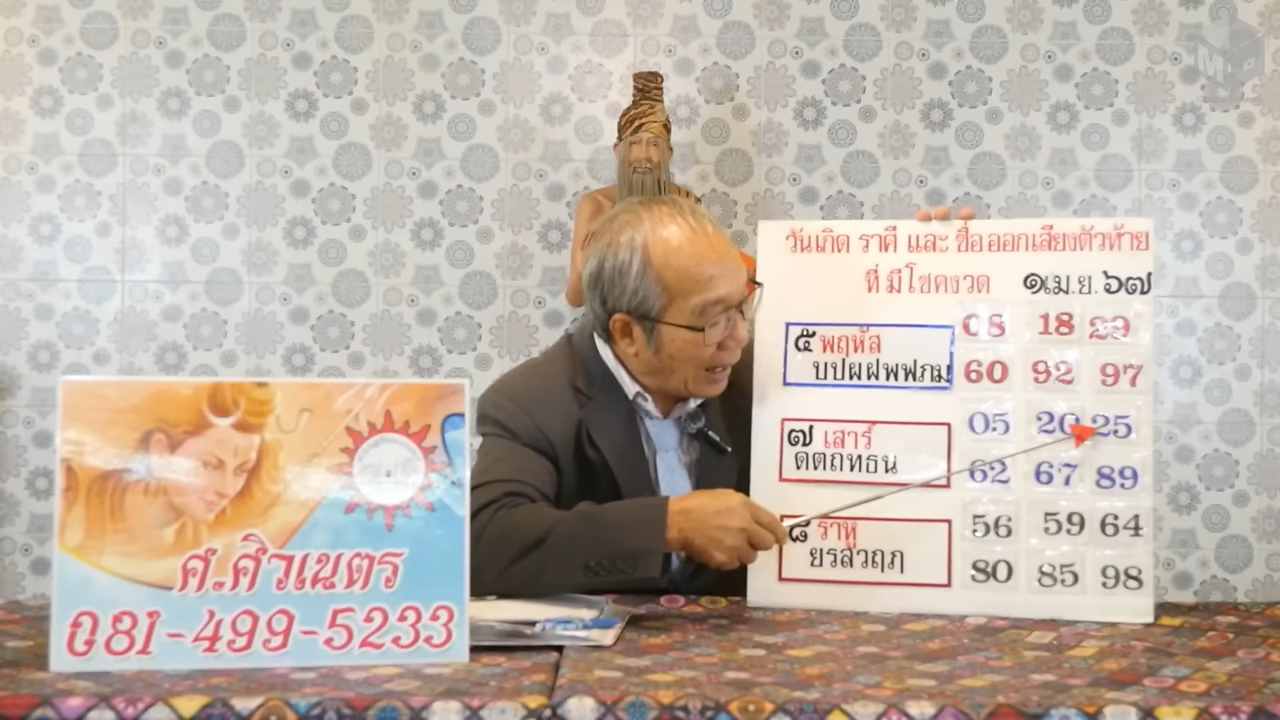 วันเกิด ราศี และ ชื่อออกเสียงตัวท้าย
ที่มีโชคงวด ๑เม.ย.๖๗
๕ พฤหัส
บปผฝพฟภม
08 18 29
60 92 97
๗ เสาร์
ดตถทธน
05 20 25
62 67 89
๘ ราหู
ยรลวฤฦ
56 59 64
80 85 98
ศ.ศิวเนตร
081-499-5233